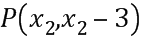 P(x₂,x₂ − 3)